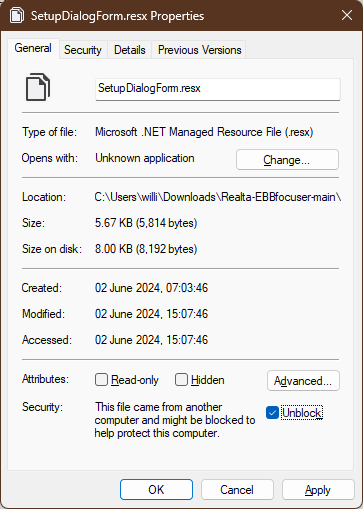 SetupDialogForm.resx Properties
General Security Details Previous Versions
SetupDialogForm.resx
Type of file: Microsoft .NET Managed Resource File (.resx)
Opens with: Unknown application Change...
Location: C:\Users\willi\Downloads\Realta-EBBfocuser-main\
Size: 5.67 KB (5,814 bytes)
Size on disk: 8.00 KB (8,192 bytes)
Created: 02 June 2024, 07:03:46
Modified: 02 June 2024, 15:07:46
Accessed: 02 June 2024, 15:07:46
Attributes: Read-only Hidden Advanced...
Security: This file came from another Unblock
computer and might be blocked to
help protect this computer.
OK Cancel Apply